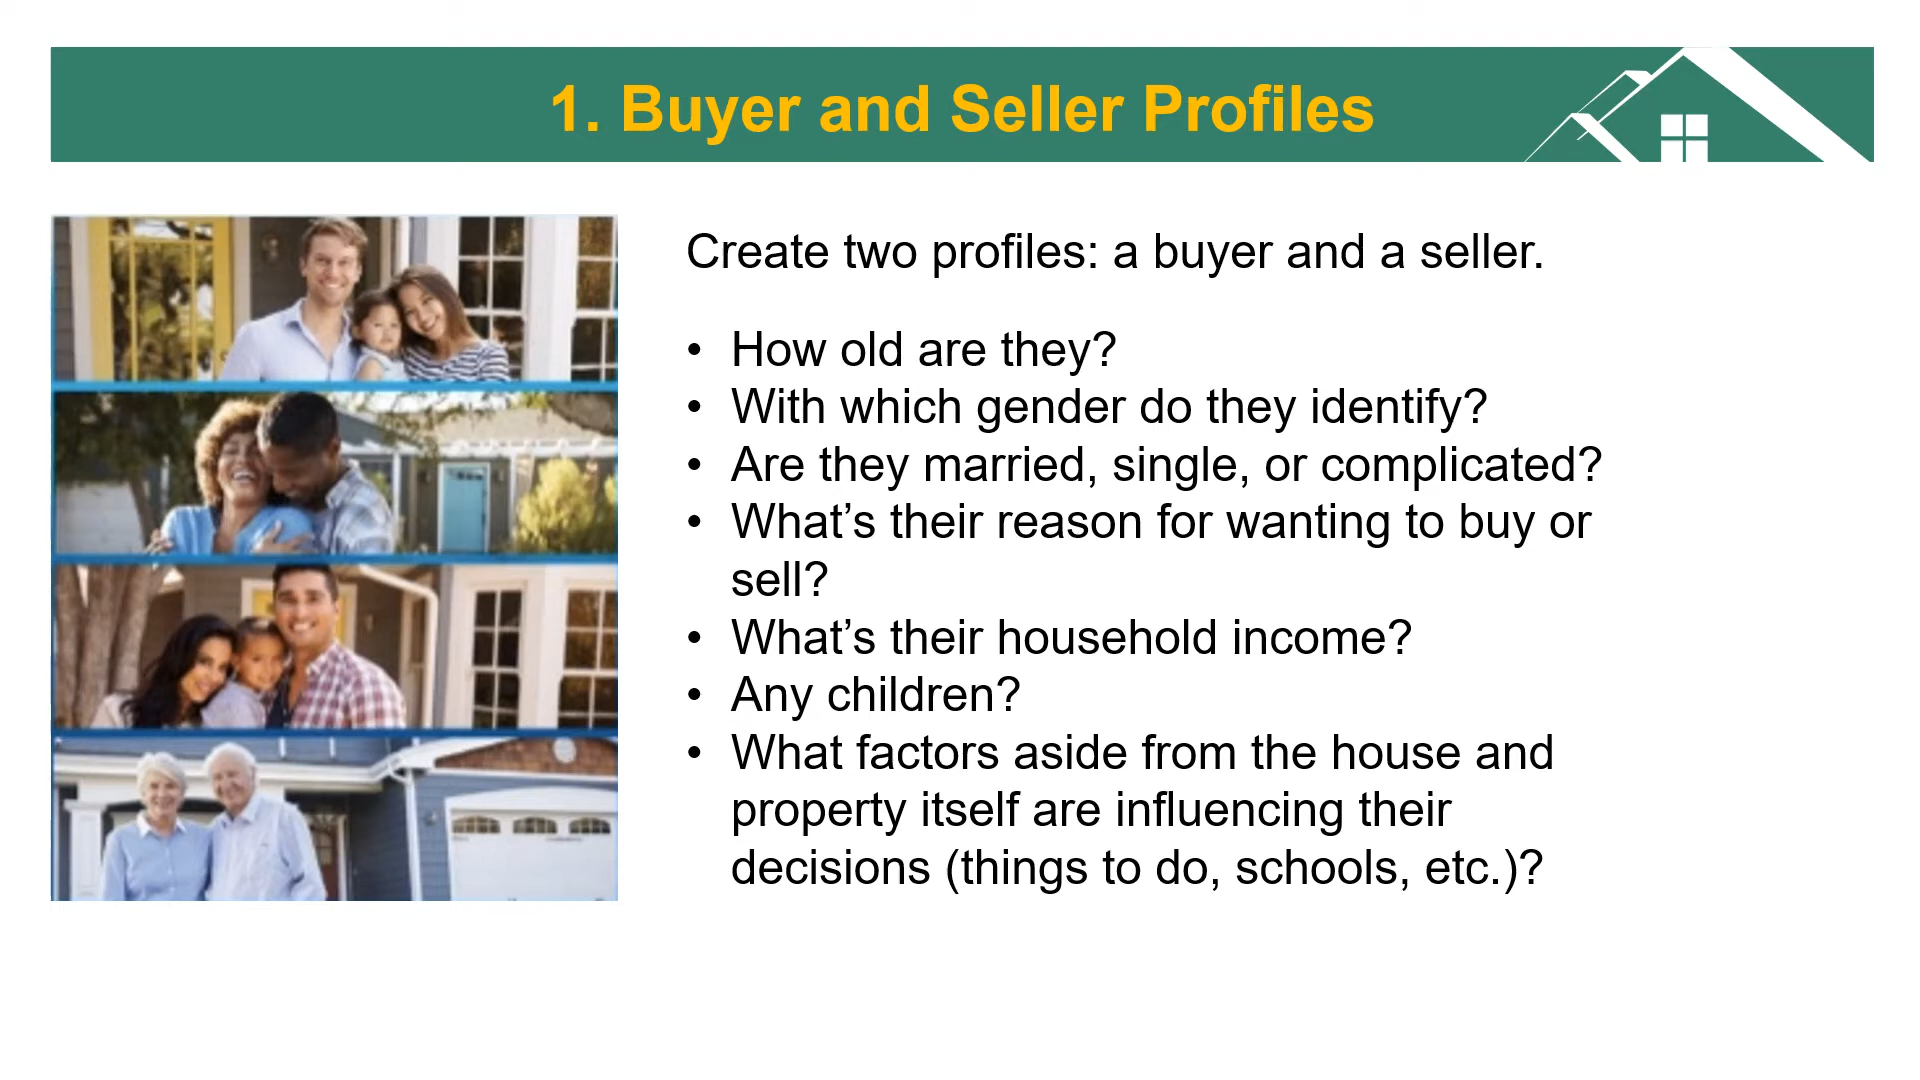 1. Buyer and Seller Profiles
Create two profiles: a buyer and a seller.
• How old are they?
• With which gender do they identify?
• Are they married, single, or complicated?
• What’s their reason for wanting to buy or
sell?
• What’s their household income?
• Any children?
• What factors aside from the house and
property itself are influencing their
decisions (things to do, schools, etc.)?